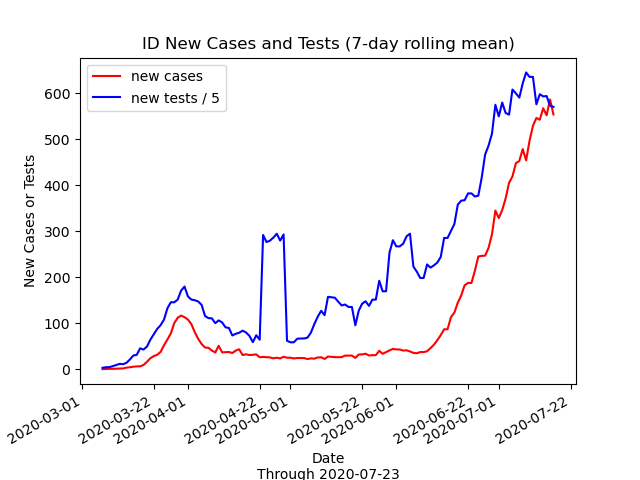 ID New Cases and Tests (7-day rolling mean)
new cases
new tests / 5
New Cases or Tests
600
500
400
300
200
100
0
2020-03-01
2020-03-22
2020-04-01
2020-04-22
2020-05-01
2020-05-22
2020-06-01
2020-06-22
2020-07-01
2020-07-22
Date
Through 2020-07-23